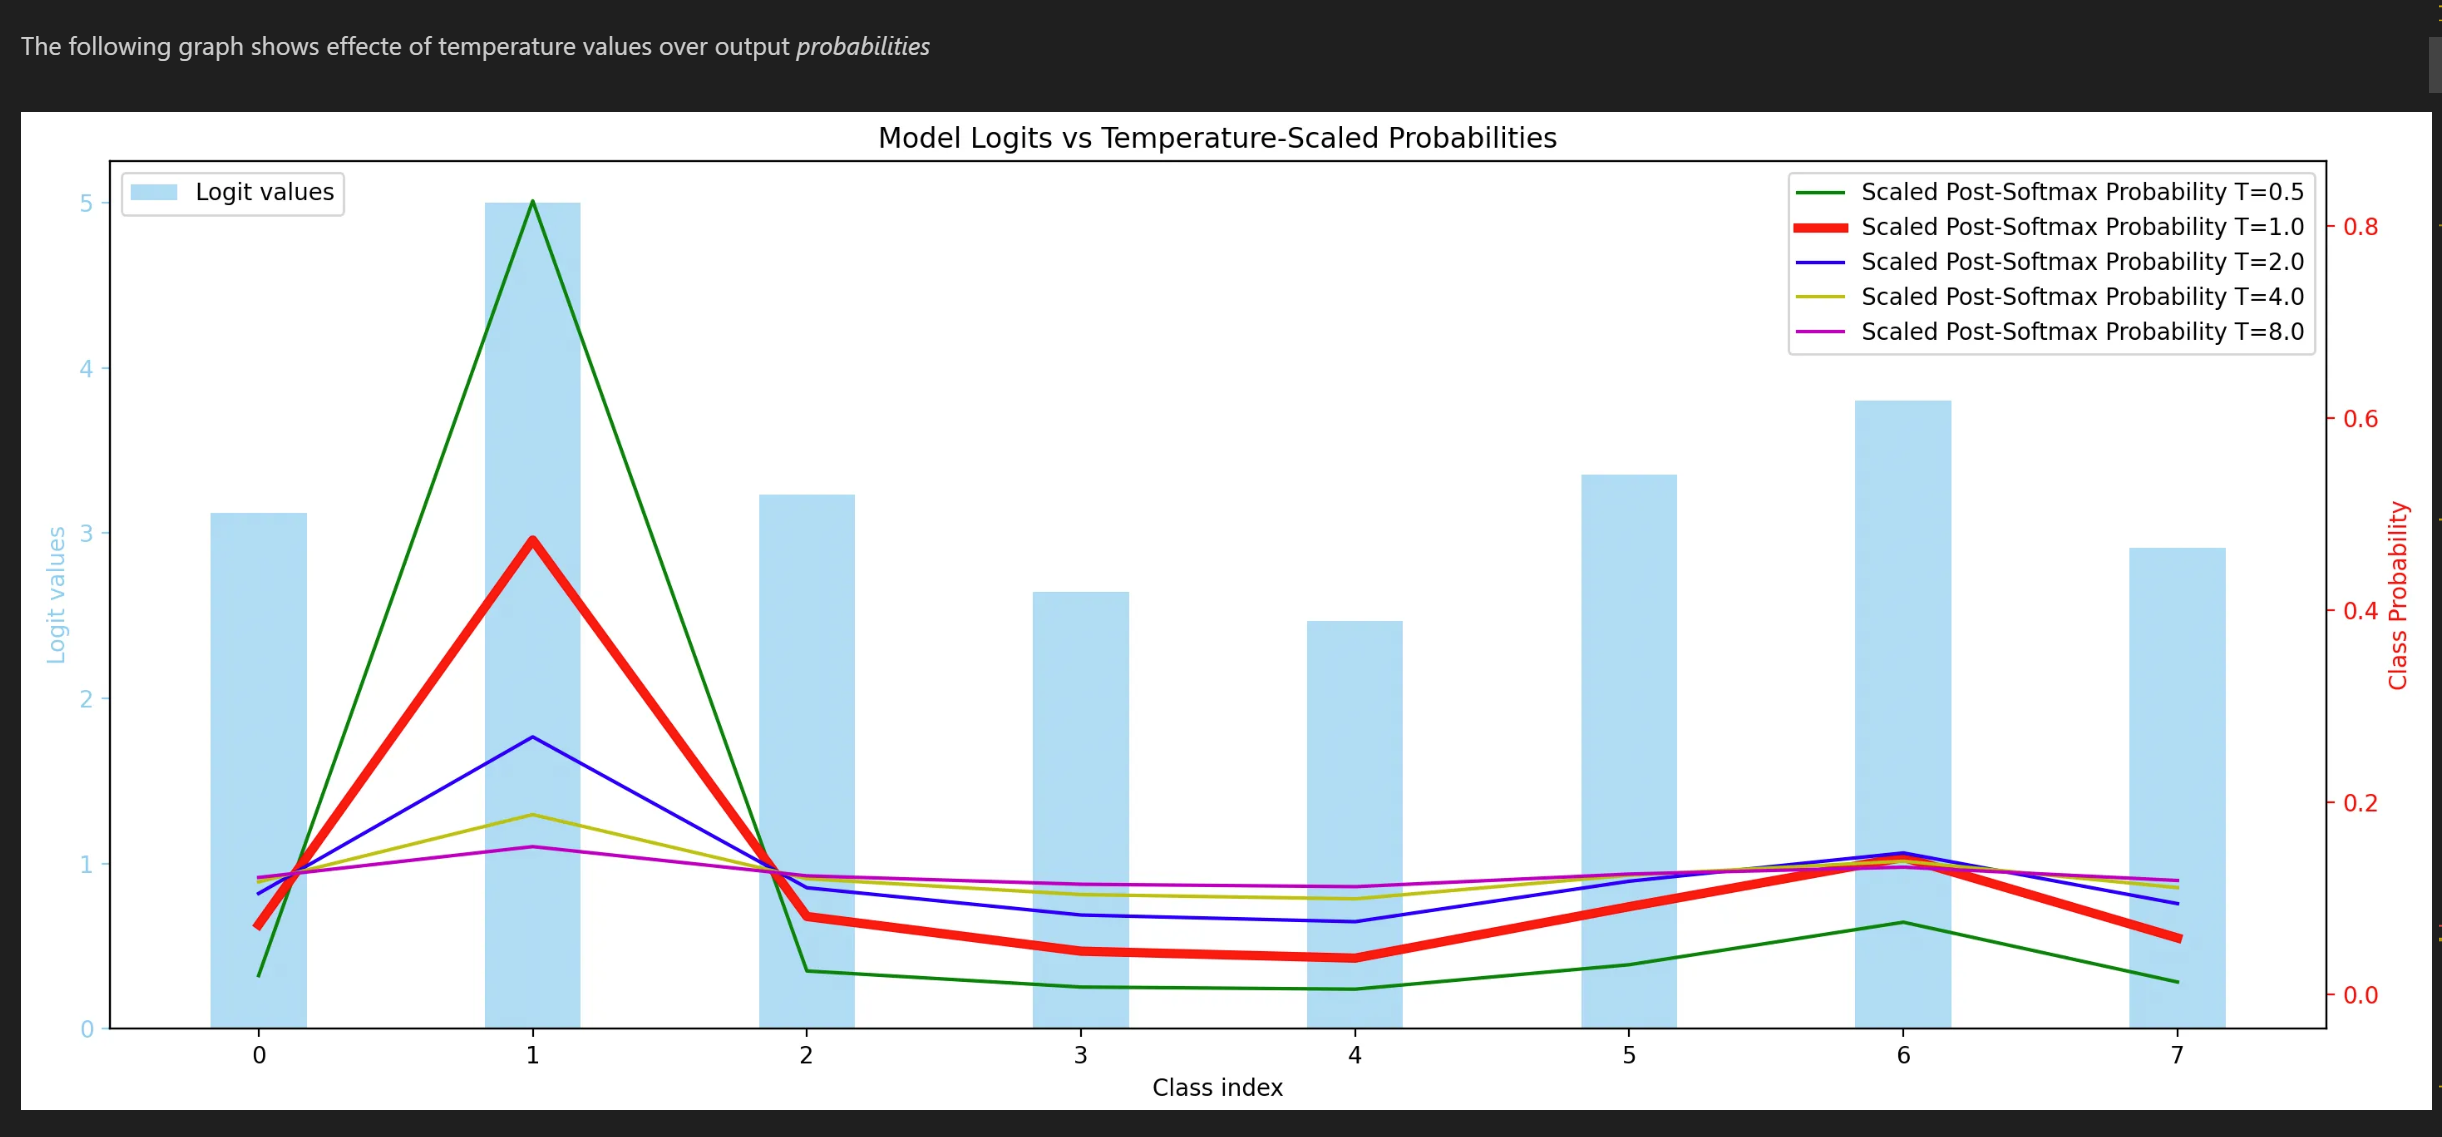 The following graph shows effecte of temperature values over output probabilities
Model Logits vs Temperature-Scaled Probabilities
Logit values
Scaled Post-Softmax Probability T=0.5
Scaled Post-Softmax Probability T=1.0
Scaled Post-Softmax Probability T=2.0
Scaled Post-Softmax Probability T=4.0
Scaled Post-Softmax Probability T=8.0
5
4
3
2
1
0
Logit values
0.8
0.6
0.4
0.2
0.0
Class Probability
0 1 2 3 4 5 6 7
Class index